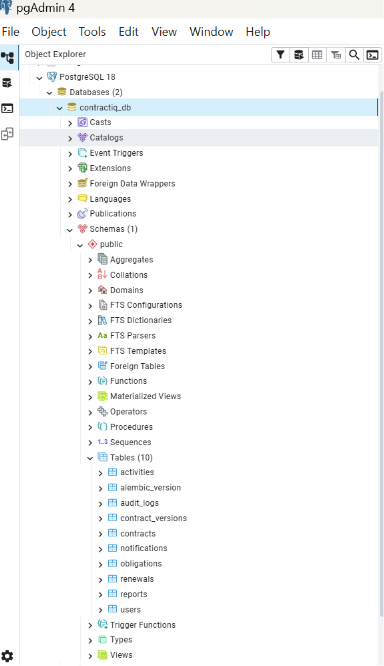 pgAdmin 4
File Object Tools Edit View Window Help
Object Explorer
PostgreSQL 18
Databases (2)
contractiq_db
Casts
Catalogs
Event Triggers
Extensions
Foreign Data Wrappers
Languages
Publications
Schemas (1)
public
Aggregates
Collations
Domains
FTS Configurations
FTS Dictionaries
Aa FTS Parsers
FTS Templates
Foreign Tables
Functions
Materialized Views
Operators
Procedures
1..3 Sequences
Tables (10)
activities
alembic_version
audit_logs
contract_versions
contracts
notifications
obligations
renewals
reports
users
Trigger Functions
Types
Views